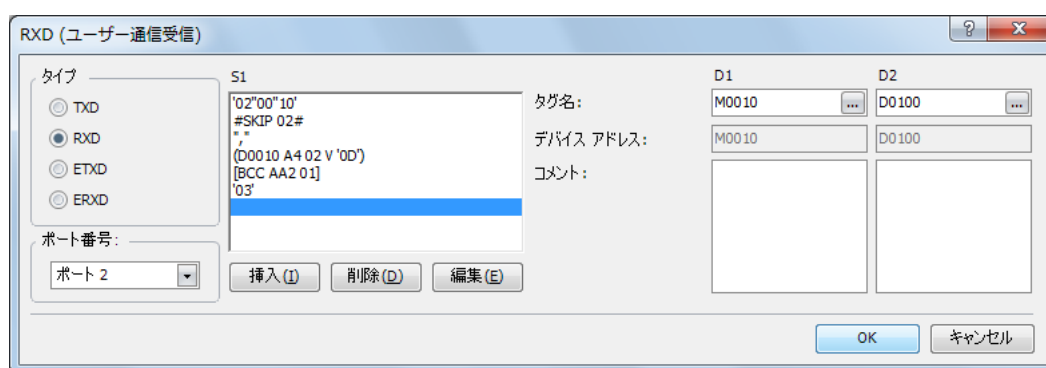 RXD (ユーザー通信受信)
タイプ
TXD
RXD
ETXD
ERXD
ポート番号:
ポート 2
S1
'02''00''10'
#SKIP 02#
","
(D0010 A4 02 V '0D')
[BCC AA2 01]
'03'
挿入(I)
削除(D)
編集(E)
D1
D2
タグ名:
M0010
...
D0100
...
デバイス アドレス:
M0010
D0100
コメント:
OK
キャンセル